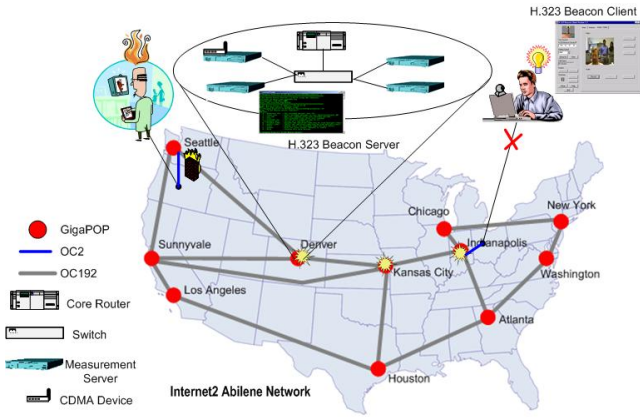 H.323 Beacon Client
H.323 Beacon Server
Seattle
Chicago
New York
Sunnyvale
Denver
Indianapolis
Kansas City
Washington
Los Angeles
Atlanta
Houston
GigaPOP
OC2
OC192
Core Router
Switch
Measurement
Server
CDMA Device
Internet2 Abilene Network